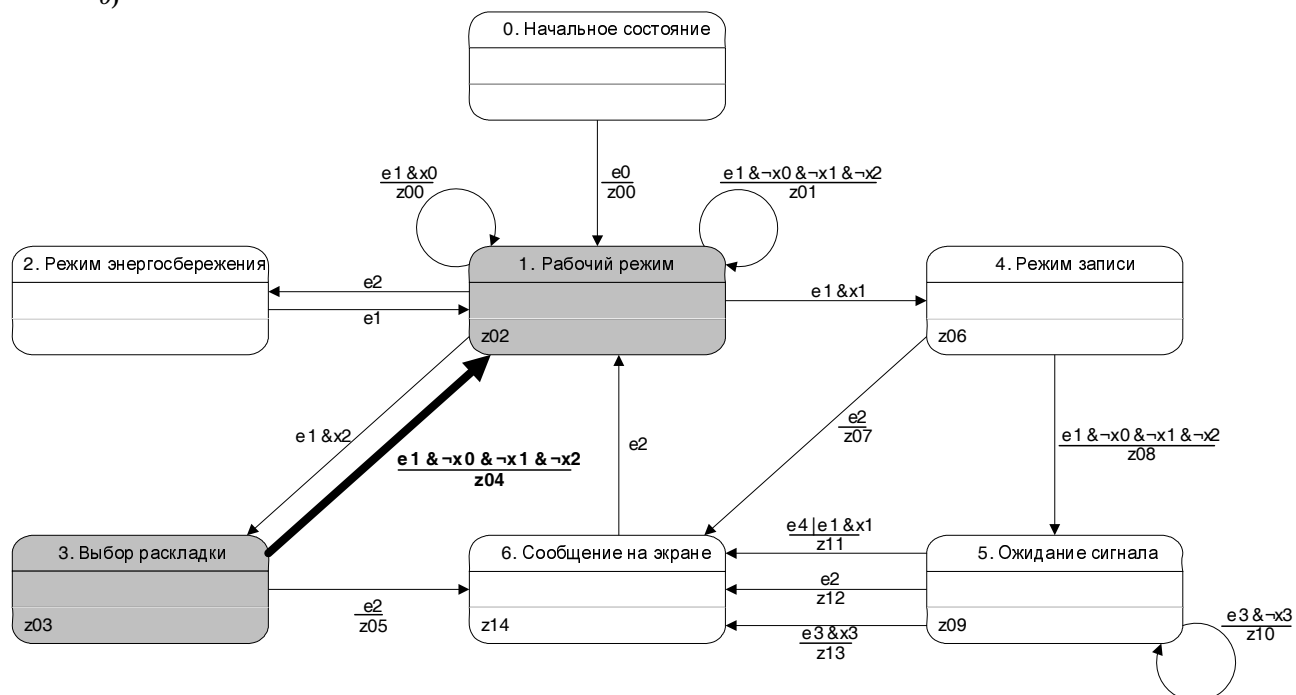 б)
0. Начальное состояние
e1&x0
z00
e0
z00
e1&¬x0&¬x1&¬x2
z01
2. Режим энергосбережения
1. Рабочий режим
4. Режим записи
e2
e1
e1&x1
z02
z06
e1&x2
e1&¬x0&¬x1&¬x2
z04
e2
e2
z07
e1&¬x0&¬x1&¬x2
z08
3. Выбор раскладки
6. Сообщение на экране
5. Ожидание сигнала
e4|e1&x1
z11
e2
z12
e2
z05
e3&x3
z13
z03
z14
z09
e3&¬x3
z10